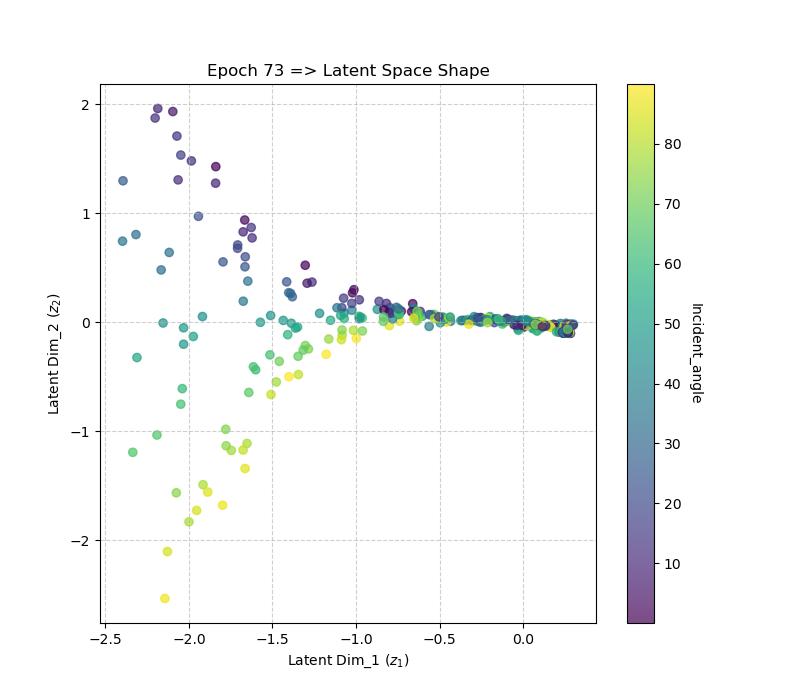 Epoch 73 => Latent Space Shape
2
1
0
−1
−2
Latent Dim_2 (z₂)
−2.5 −2.0 −1.5 −1.0 −0.5 0.0
Latent Dim_1 (z₁)
80
70
60
50
40
30
20
10
Incident_angle